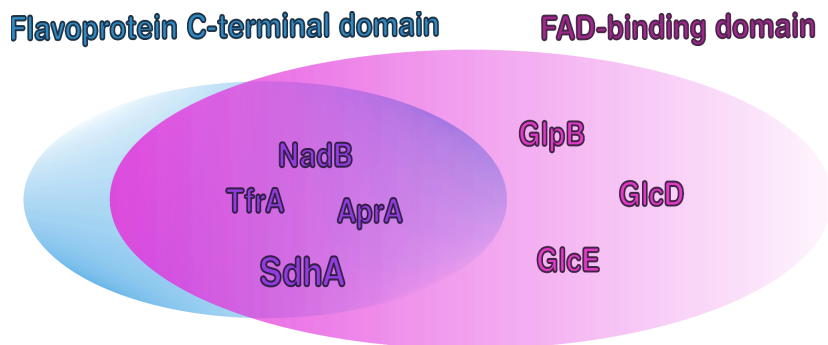 Flavoprotein C-terminal domain
FAD-binding domain
NadB
TfrA
AprA
SdhA
GlpB
GlcD
GlcE